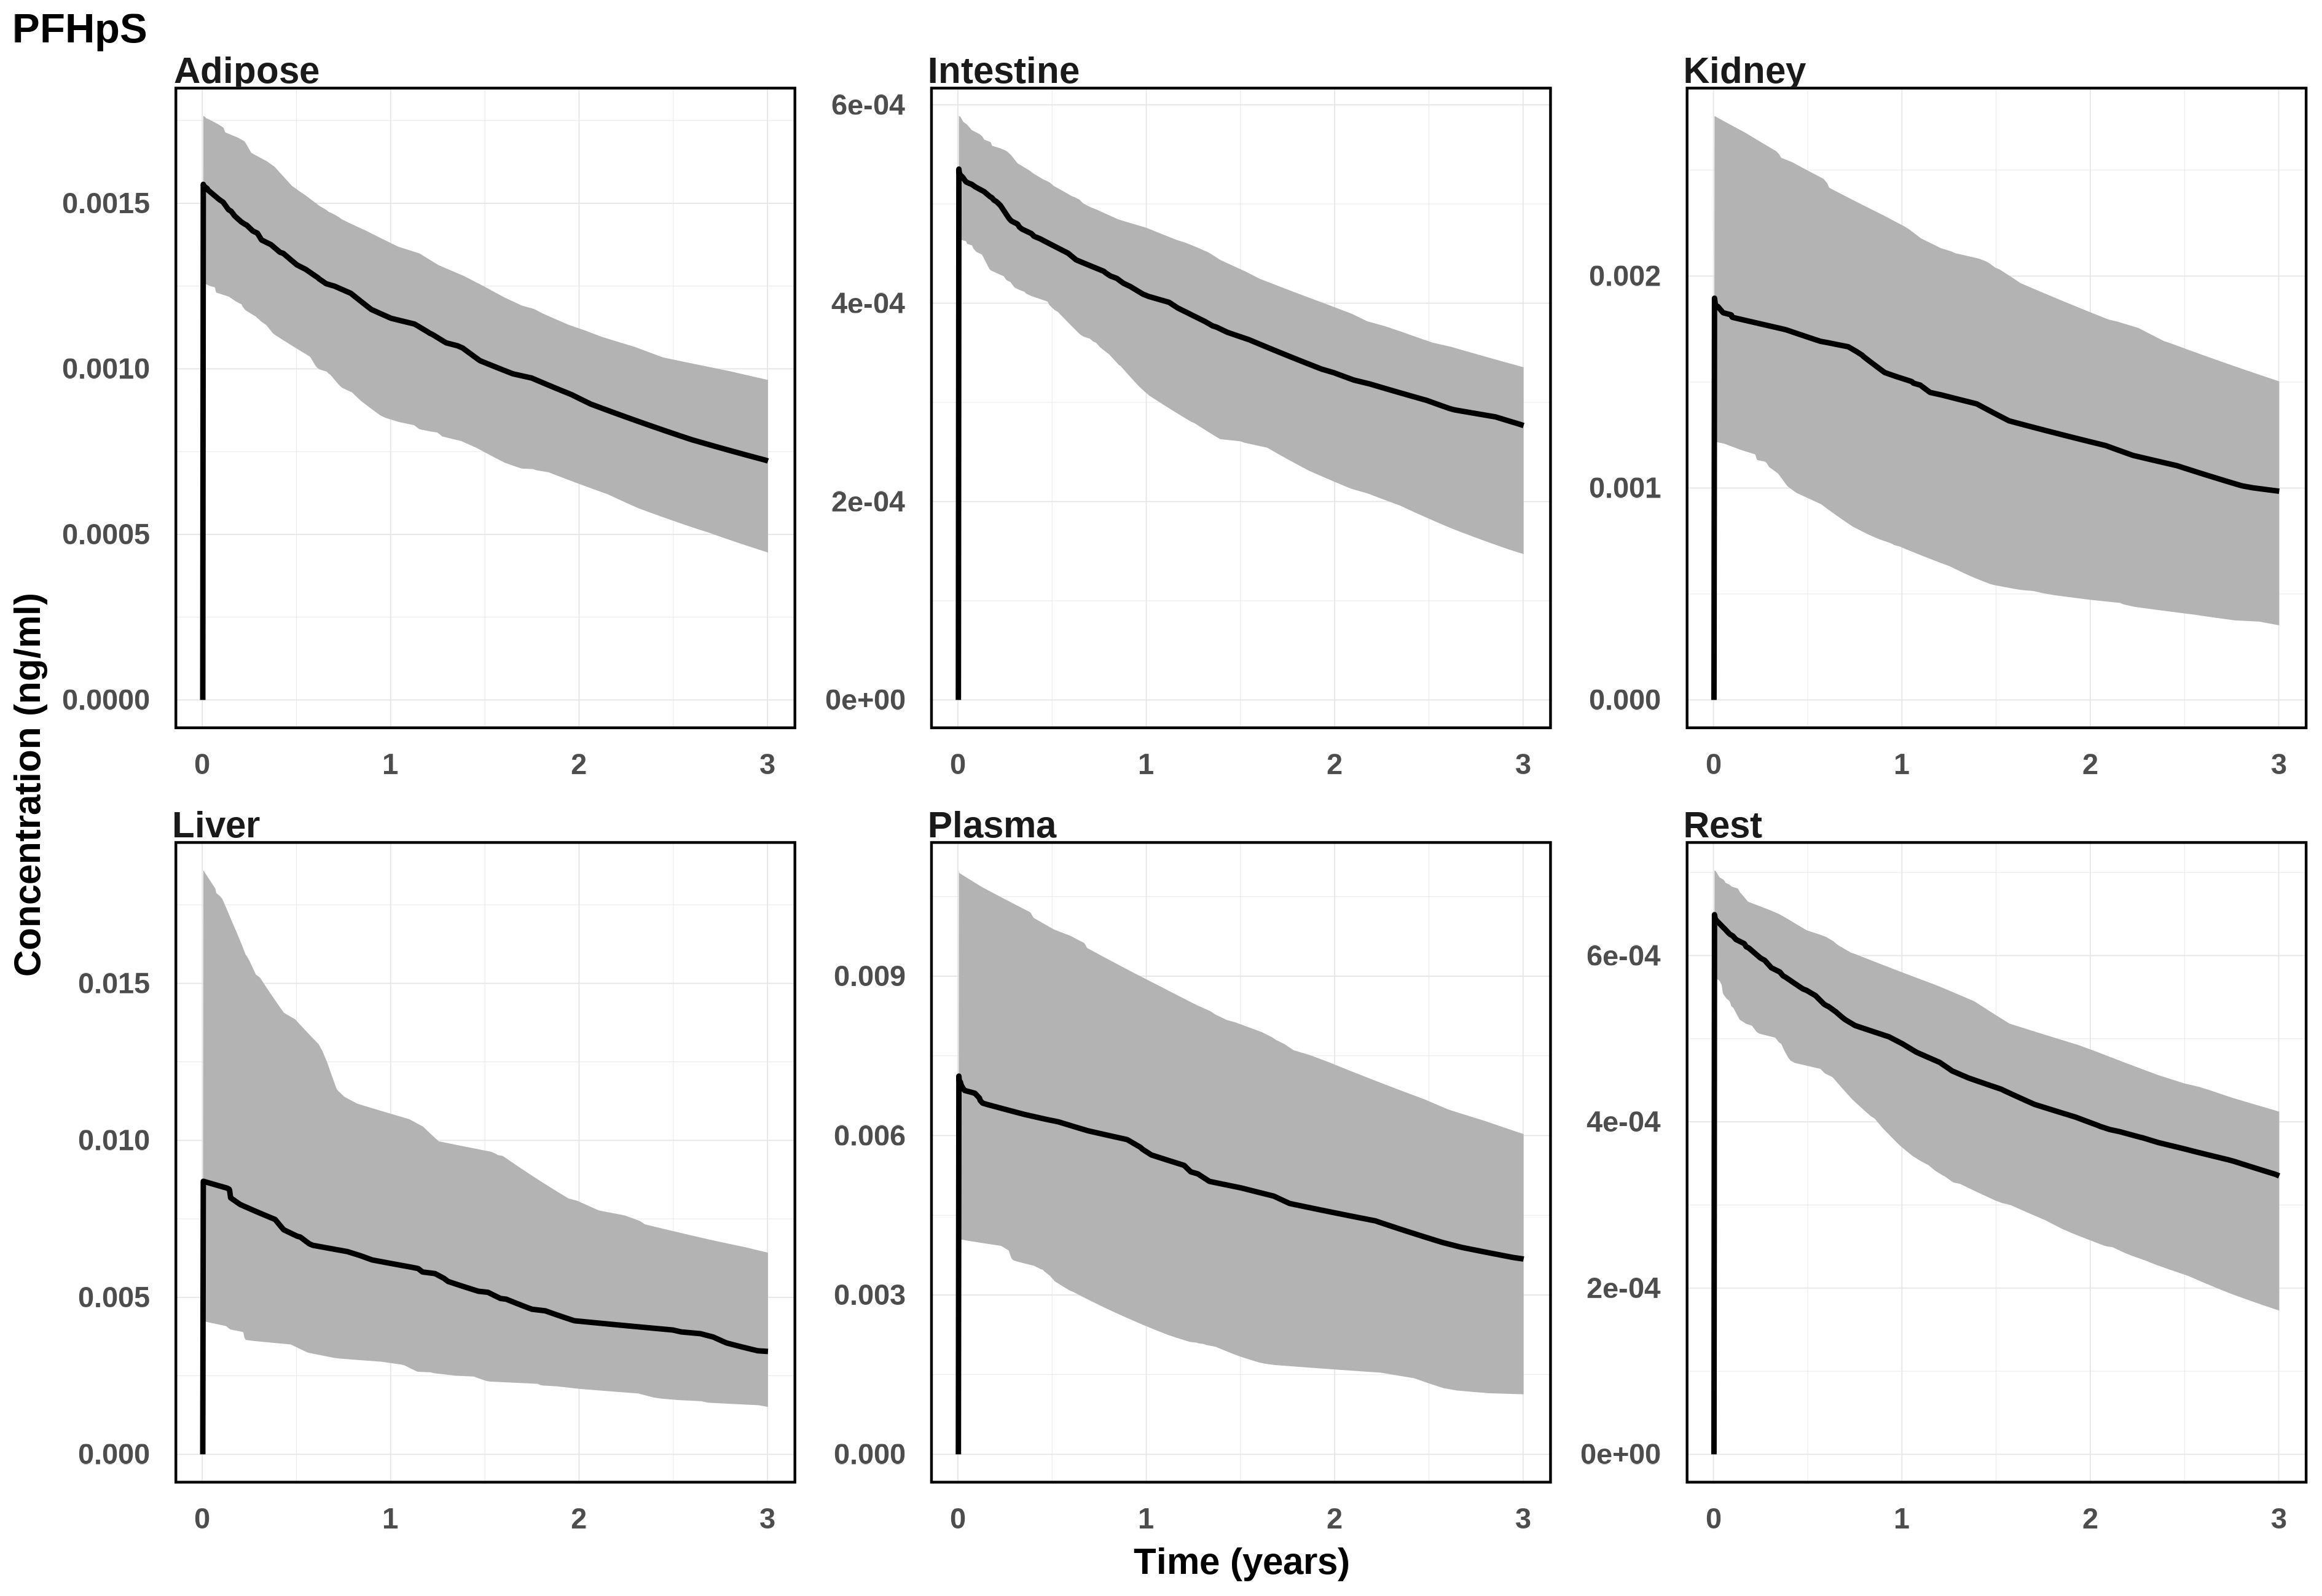 PFHpS
Adipose
Intestine
Kidney
0.0015
0.0010
0.0005
0.0000
6e-04
4e-04
2e-04
0e+00
0.002
0.001
0.000
0 1 2 3
0 1 2 3
0 1 2 3
Concentration (ng/ml)
Liver
Plasma
Rest
0.015
0.010
0.005
0.000
0.009
0.006
0.003
0.000
6e-04
4e-04
2e-04
0e+00
0 1 2 3
0 1 2 3
0 1 2 3
Time (years)